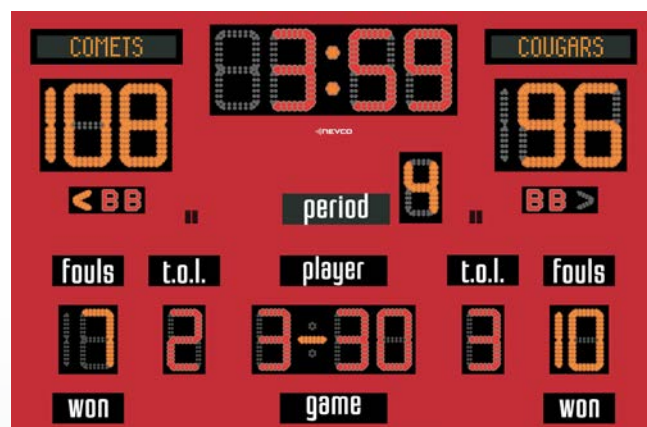 COMETS 3:59 COUGARS
108 96
NEVCO
<BB period 4 BB>
fouls t.o.l. player t.o.l. fouls
7 2 3-30 3 10
won game won